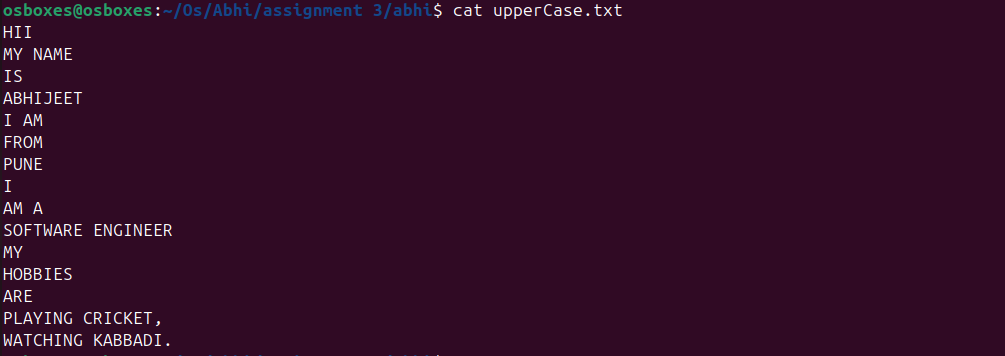 osboxes@osboxes:~/Os/Abhi/assignment 3/abhi$ cat upperCase.txt
HII
MY NAME
IS
ABHIJEET
I AM
FROM
PUNE
I
AM A
SOFTWARE ENGINEER
MY
HOBBIES
ARE
PLAYING CRICKET,
WATCHING KABBADI.